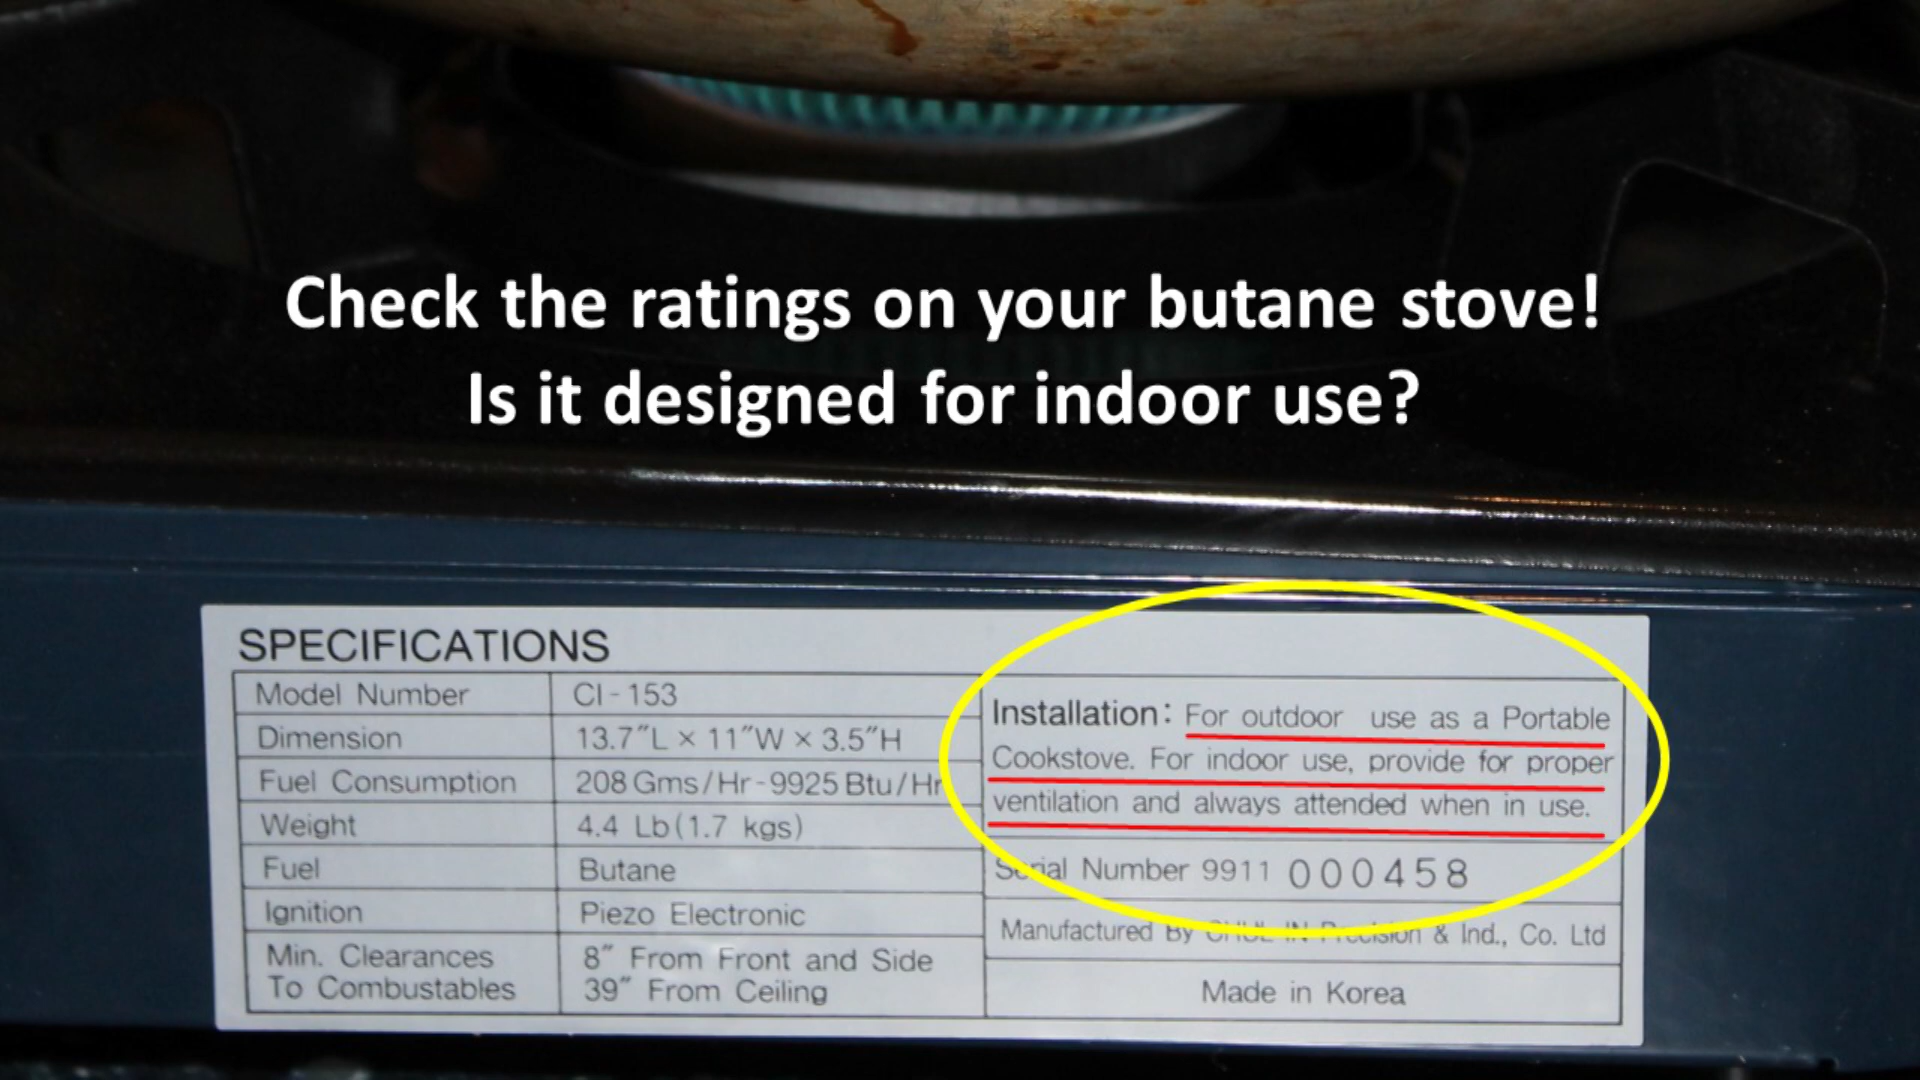 Check the ratings on your butane stove!
Is it designed for indoor use?
SPECIFICATIONS
Model Number CI-153
Dimension 13.7″L × 11″W × 3.5″H
Fuel Consumption 208 Gms/Hr-9925 Btu/Hr
Weight 4.4 Lb(1.7 kgs)
Fuel Butane
Ignition Piezo Electronic
Min. Clearances 8″ From Front and Side
To Combustables 39″ From Ceiling
Installation: For outdoor use as a Portable
Cookstove. For indoor use, provide for proper
ventilation and always attended when in use.
Serial Number 9911 000458
Manufactured By CHUL IN Precision & Ind., Co. Ltd
Made in Korea